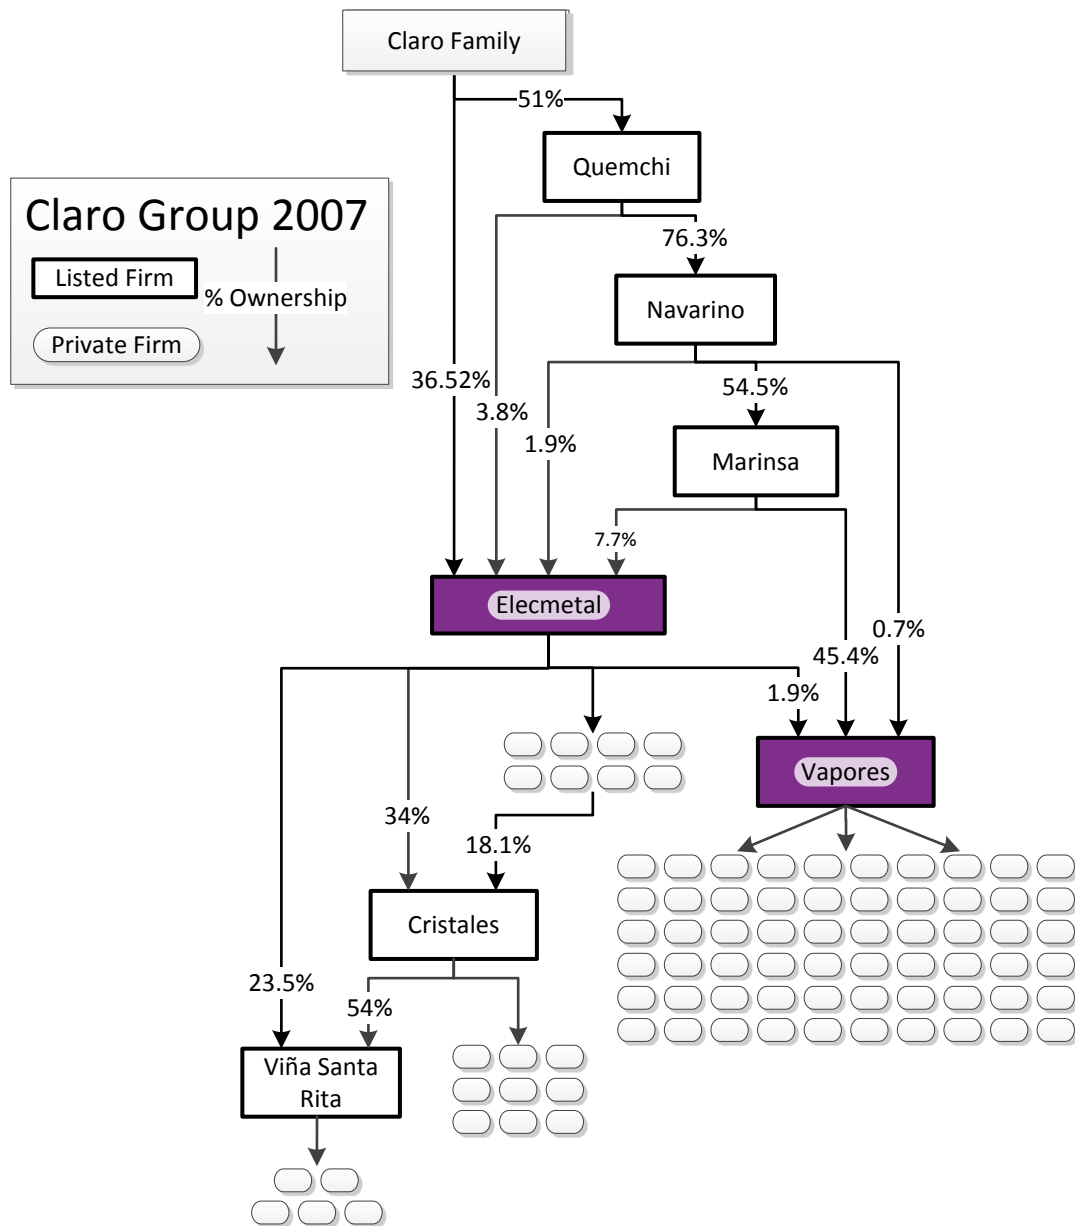 Claro Family
51%
Quemchi
Claro Group 2007
Listed Firm
% Ownership
Private Firm
76.3%
Navarino
36.52%
3.8%
1.9%
54.5%
Marinsa
7.7%
Elecmetal
0.7%
45.4%
1.9%
Vapores
34%
18.1%
Cristales
23.5%
54%
Viña Santa
Rita